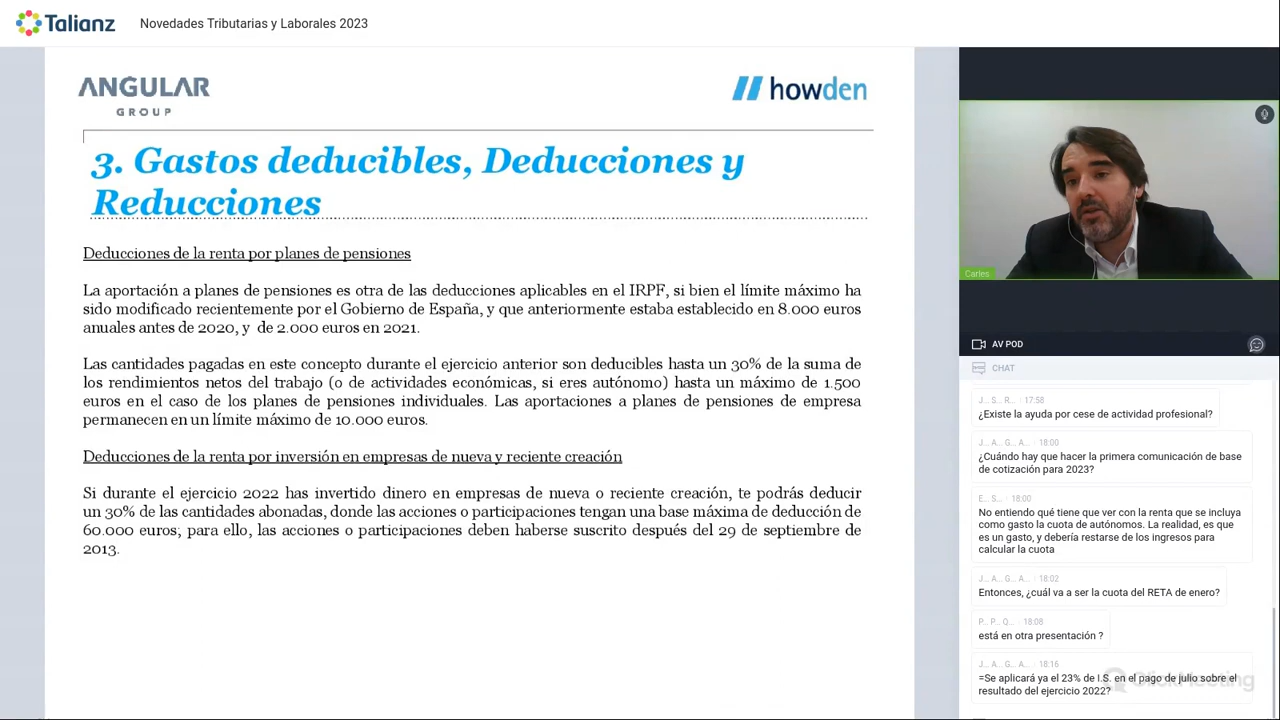 Talianz
Novedades Tributarias y Laborales 2023
ANGULAR
GROUP
howden
3. Gastos deducibles, Deducciones y
Reducciones
Deducciones de la renta por planes de pensiones
La aportación a planes de pensiones es otra de las deducciones aplicables en el IRPF, si bien el límite máximo ha
sido modificado recientemente por el Gobierno de España, y que anteriormente estaba establecido en 8.000 euros
anuales antes de 2020, y de 2.000 euros en 2021.
Las cantidades pagadas en este concepto durante el ejercicio anterior son deducibles hasta un 30% de la suma de
los rendimientos netos del trabajo (o de actividades económicas, si eres autónomo) hasta un máximo de 1.500
euros en el caso de los planes de pensiones individuales. Las aportaciones a planes de pensiones de empresa
permanecen en un límite máximo de 10.000 euros.
Deducciones de la renta por inversión en empresas de nueva y reciente creación
Si durante el ejercicio 2022 has invertido dinero en empresas de nueva o reciente creación, te podrás deducir
un 30% de las cantidades abonadas, donde las acciones o participaciones tengan una base máxima de deducción de
60.000 euros; para ello, las acciones o participaciones deben haberse suscrito después del 29 de septiembre de
2013.
Carles
AV POD
CHAT
J... S... R... 17:58
¿Existe la ayuda por cese de actividad profesional?
J... A... G... A... 18:00
¿Cuándo hay que hacer la primera comunicación de base
de cotización para 2023?
E... S... 18:00
No entiendo qué tiene que ver con la renta que se incluya
como gasto la cuota de autónomos. La realidad, es que
es un gasto, y debería restarse de los ingresos para
calcular la cuota
J... A... G... A... 18:02
Entonces, ¿cuál va a ser la cuota del RETA de enero?
P... P... Q... 18:08
está en otra presentación ?
J... A... G... A... 18:16
=Se aplicará ya el 23% de I.S. en el pago de julio sobre el
resultado del ejercicio 2022?
ClickMeeting